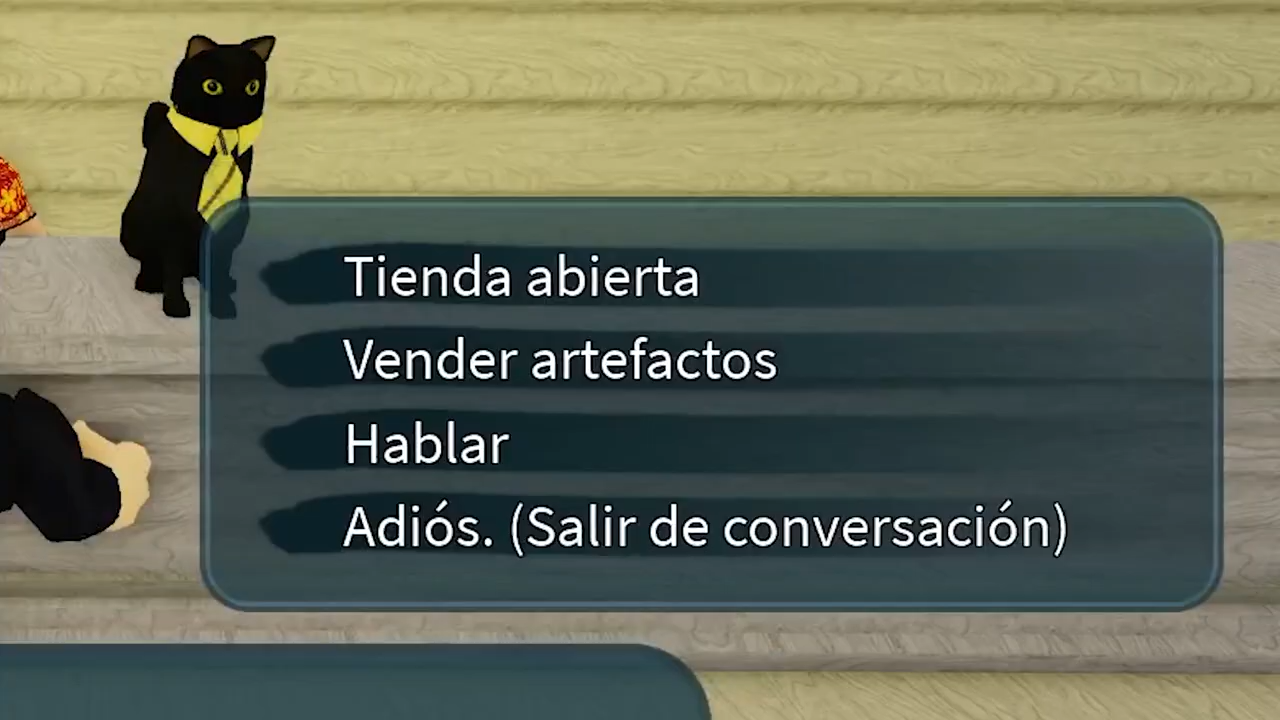 Tienda abierta
Vender artefactos
Hablar
Adiós. (Salir de conversación)